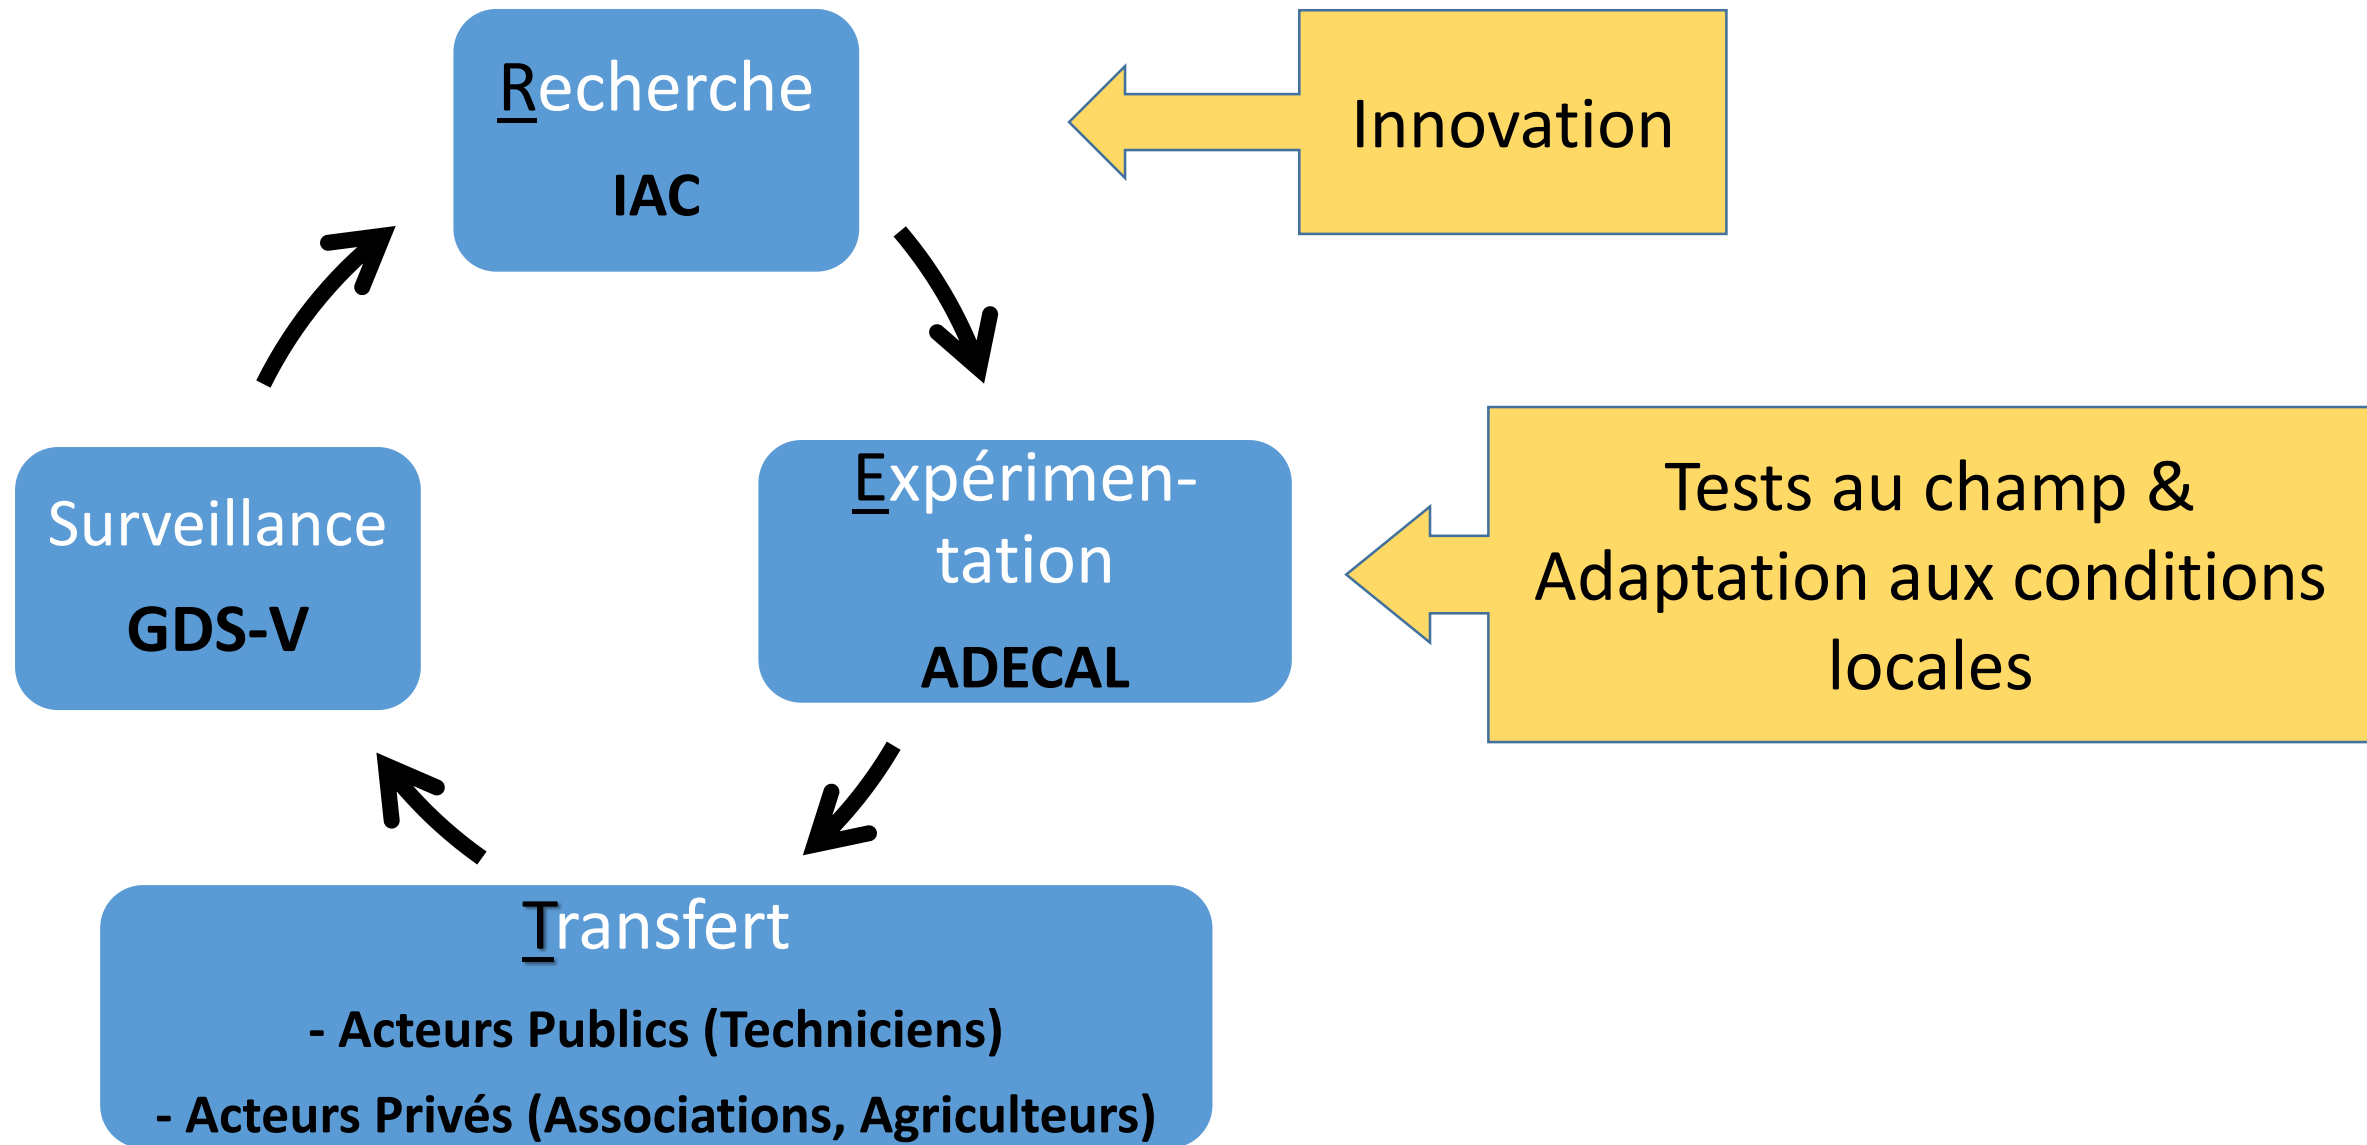 Recherche
IAC
Innovation
Surveillance
GDS-V
Expérimen-
tation
ADECAL
Tests au champ &
Adaptation aux conditions
locales
Transfert
- Acteurs Publics (Techniciens)
- Acteurs Privés (Associations, Agriculteurs)